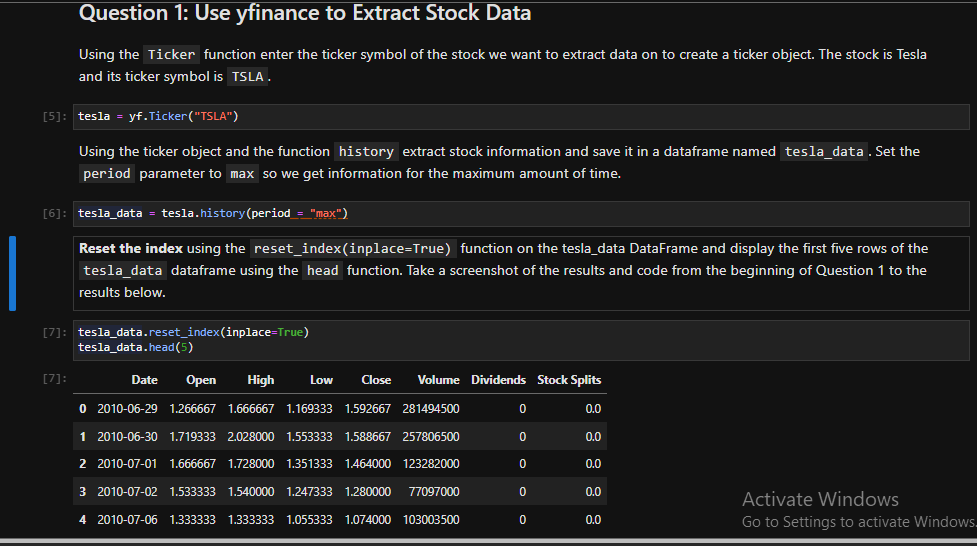 Question 1: Use yfinance to Extract Stock Data
Using the Ticker function enter the ticker symbol of the stock we want to extract data on to create a ticker object. The stock is Tesla
and its ticker symbol is TSLA .
[5]: tesla = yf.Ticker("TSLA")
Using the ticker object and the function history extract stock information and save it in a dataframe named tesla_data . Set the
period parameter to max so we get information for the maximum amount of time.
[6]: tesla_data = tesla.history(period = "max")
Reset the index using the reset_index(inplace=True) function on the tesla_data DataFrame and display the first five rows of the
tesla_data dataframe using the head function. Take a screenshot of the results and code from the beginning of Question 1 to the
results below.
[7]: tesla_data.reset_index(inplace=True)
tesla_data.head(5)
[7]: Date Open High Low Close Volume Dividends Stock Splits
0 2010-06-29 1.266667 1.666667 1.169333 1.592667 281494500 0 0.0
1 2010-06-30 1.719333 2.028000 1.553333 1.588667 257806500 0 0.0
2 2010-07-01 1.666667 1.728000 1.351333 1.464000 123282000 0 0.0
3 2010-07-02 1.533333 1.540000 1.247333 1.280000 77097000 0 0.0
4 2010-07-06 1.333333 1.333333 1.055333 1.074000 103003500 0 0.0
Activate Windows
Go to Settings to activate Windows.